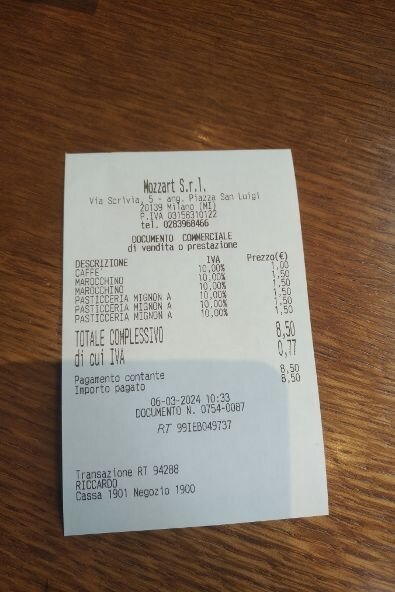 Mozzart S.r.l.
Via Scrivia, 5 - ang. Piazza San Luigi
20139 Milano (MI)
P.IVA 03156310122
tel. 0283968466
DOCUMENTO COMMERCIALE
di vendita o prestazione
DESCRIZIONE IVA Prezzo(€)
CAFFE' 10,00% 1,00
MAROCCHINO 10,00% 1,50
MAROCCHINO 10,00% 1,50
PASTICCERIA MIGNON A 10,00% 1,50
PASTICCERIA MIGNON A 10,00% 1,50
PASTICCERIA MIGNON A 10,00% 1,50
TOTALE COMPLESSIVO 8,50
di cui IVA 0,77
Pagamento contante 8,50
Importo pagato 8,50
06-03-2024 10:33
DOCUMENTO N. 0754-0087
RT 99IEB049737
Transazione RT 94288
RICCARDO
Cassa 1901 Negozio 1900